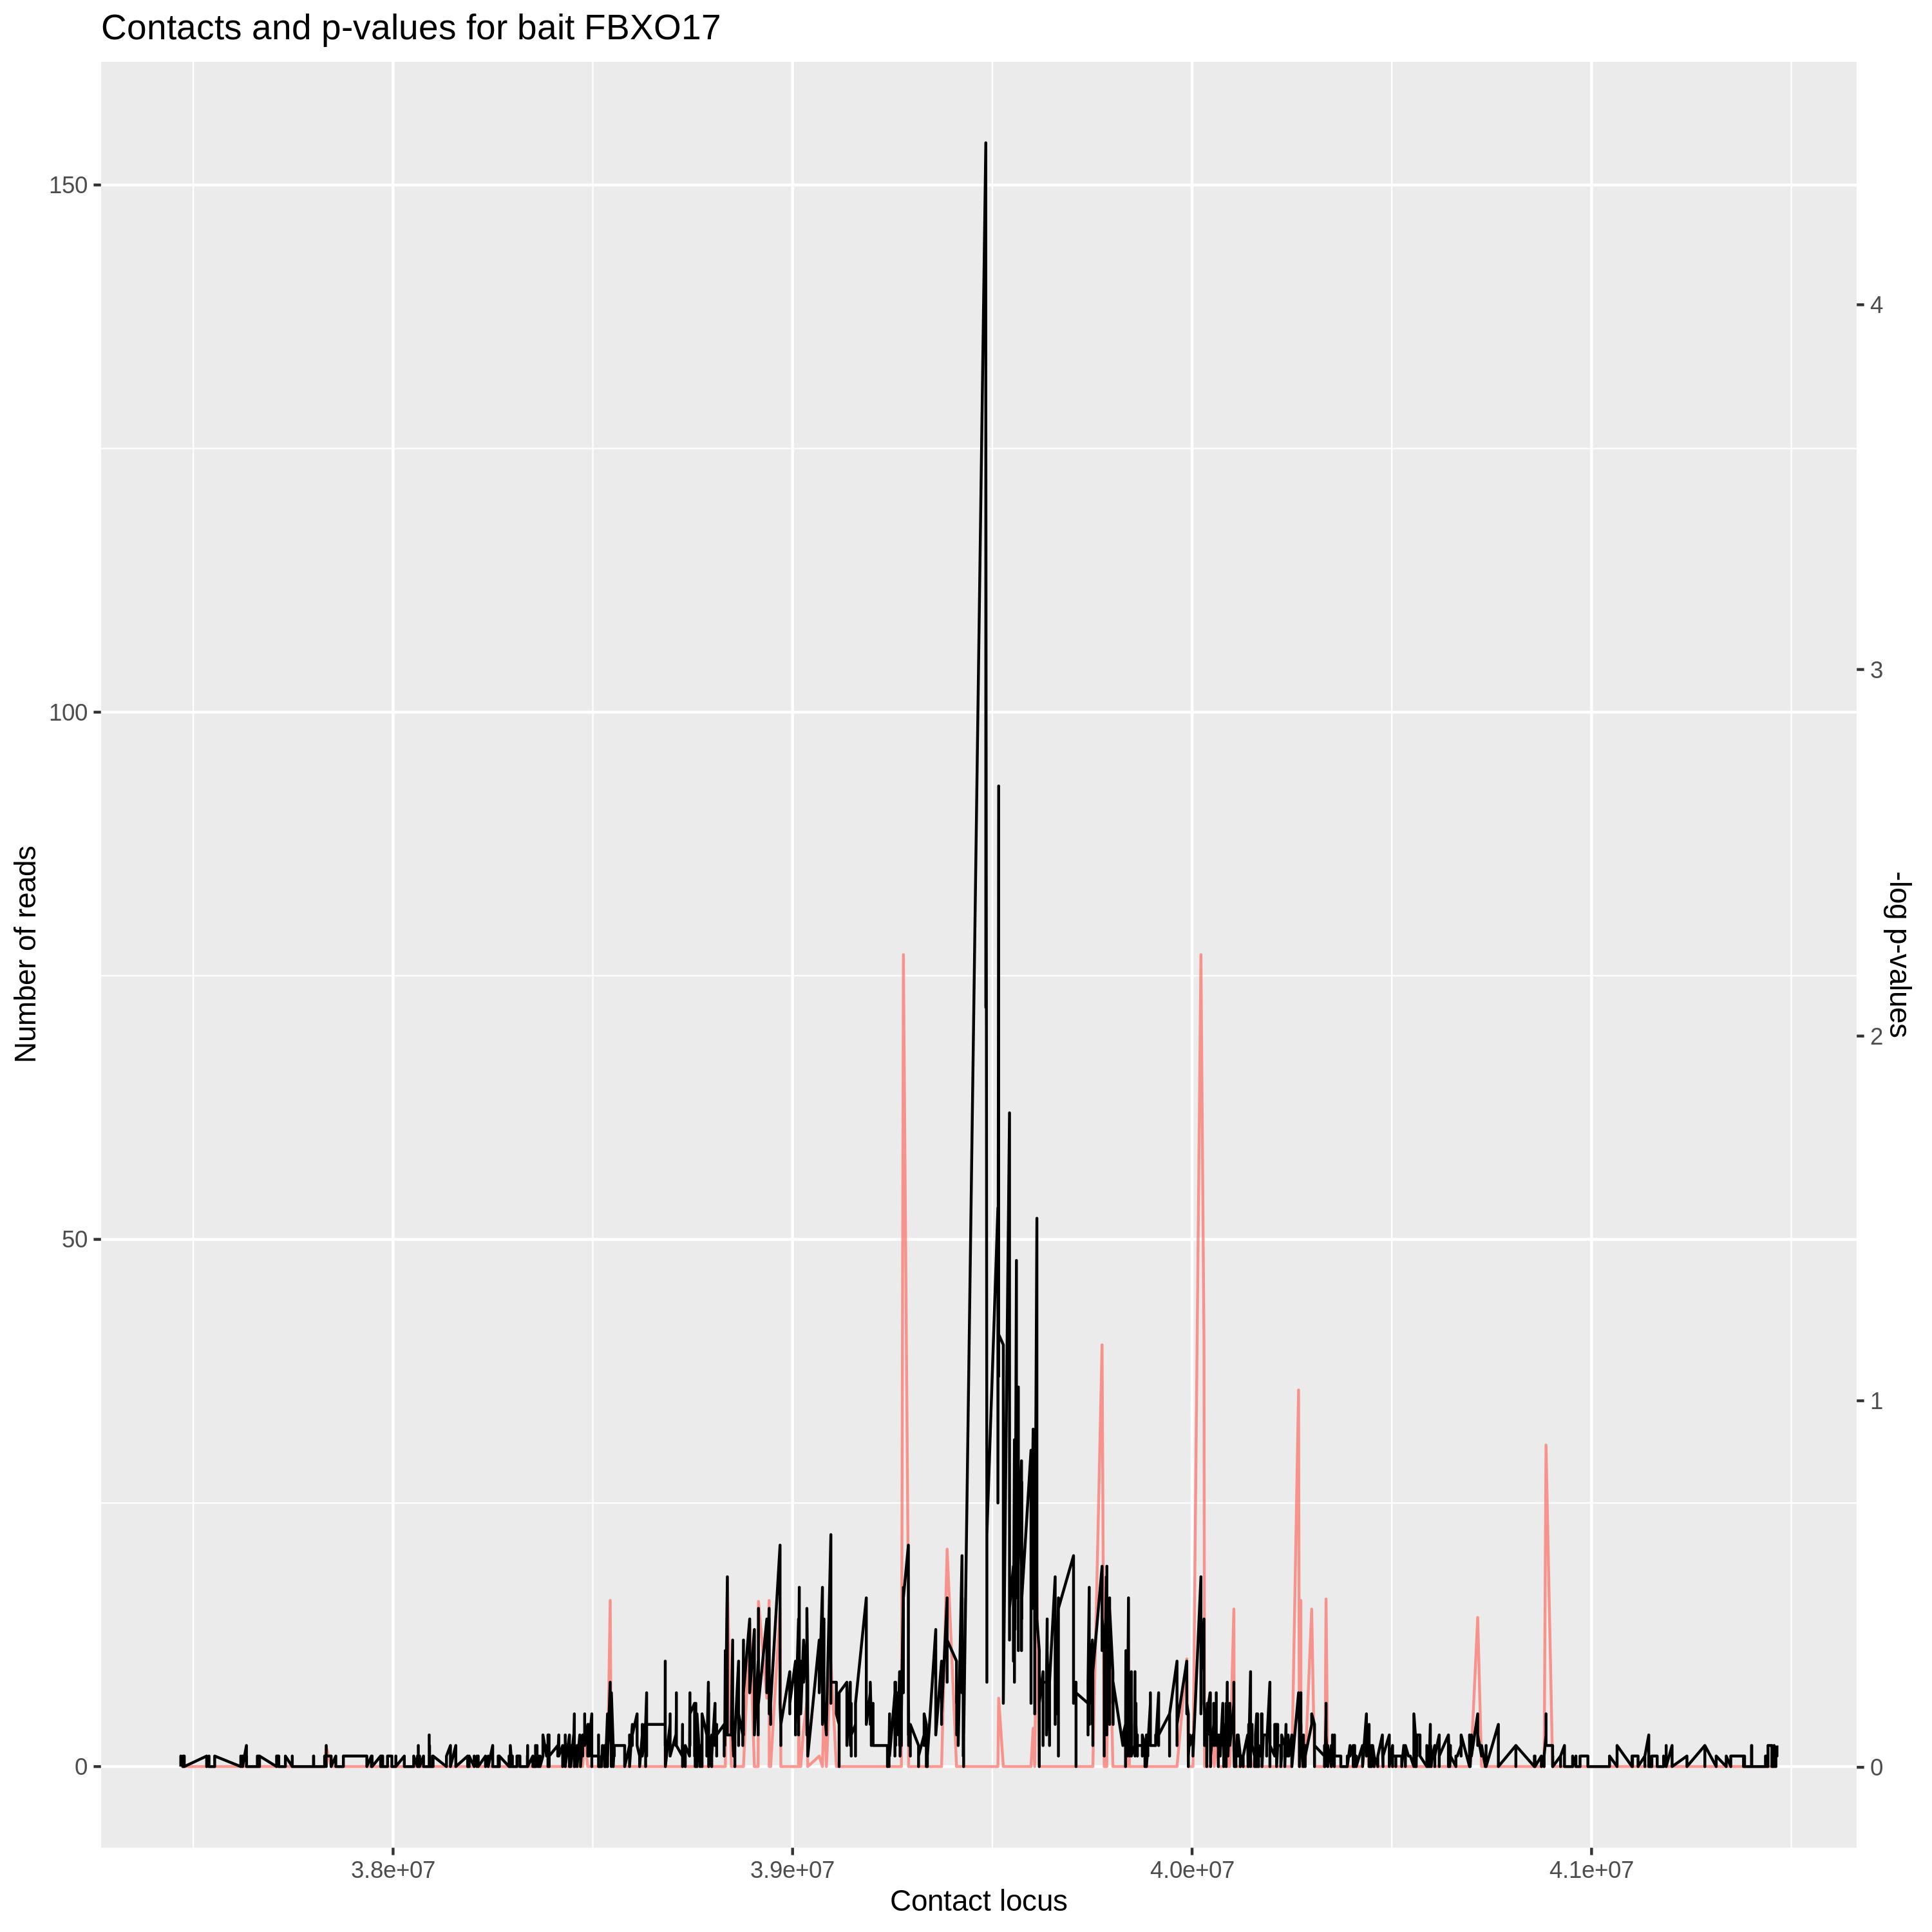 Contacts and p-values for bait FBXO17
150
100
50
0
Number of reads
4
3
2
1
0
-log p-values
3.8e+07
3.9e+07
4.0e+07
4.1e+07
Contact locus